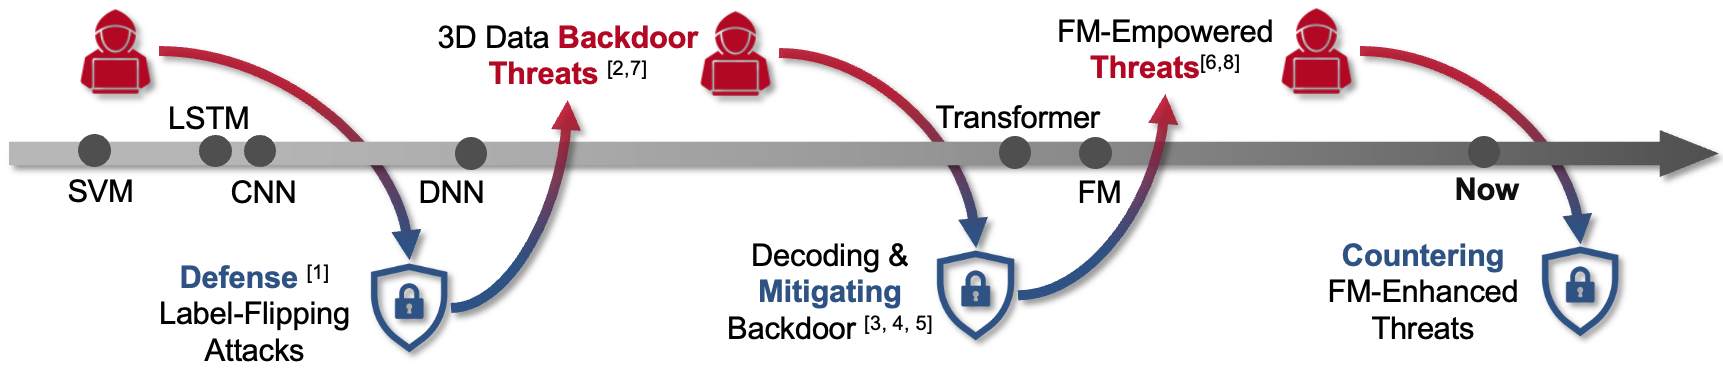 3D Data Backdoor
Threats [2,7]
FM-Empowered
Threats[6,8]
LSTM
Transformer
SVM
CNN
DNN
FM
Now
Defense [1]
Label-Flipping
Attacks
Decoding &
Mitigating
Backdoor [3, 4, 5]
Countering
FM-Enhanced
Threats